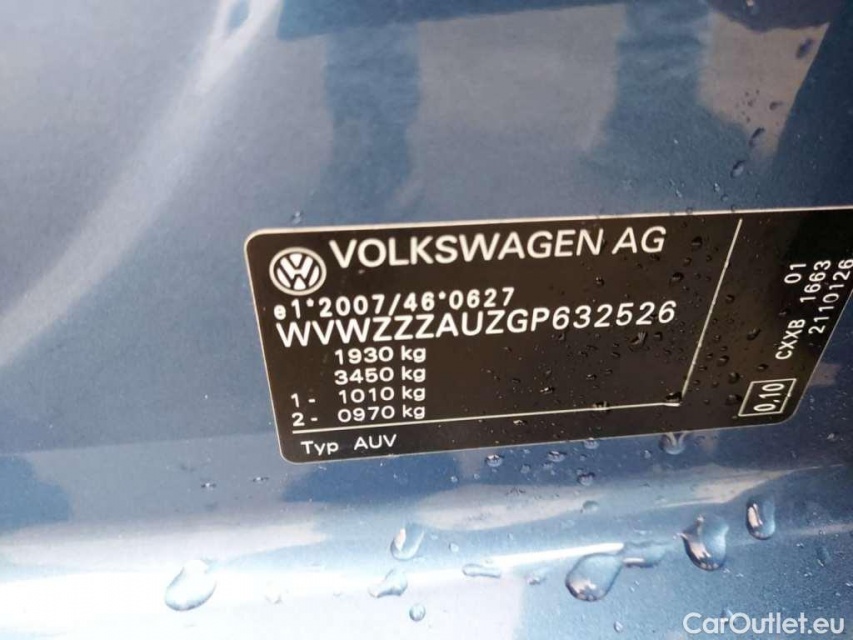 VOLKSWAGEN AG
e1*2007/46*0627
WVWZZZAUZGP632526
1930 kg
3450 kg
1 - 1010 kg
2 - 0970 kg
Typ AUV
01
CXXB 1663
2110126
0,10
CarOutlet.eu